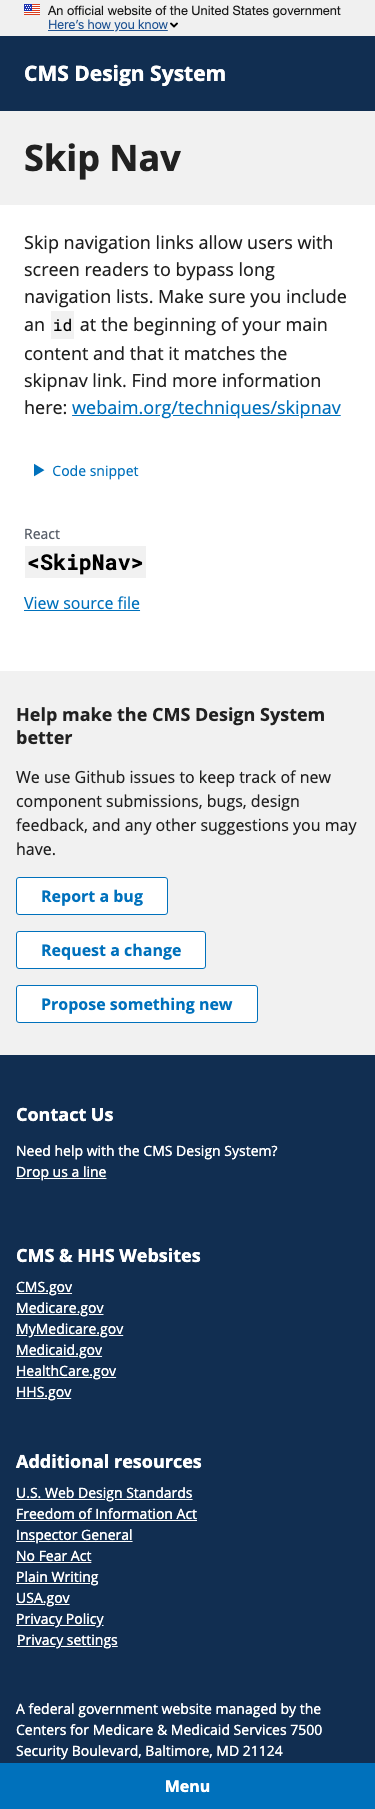 An official website of the United States government
Here's how you know
CMS Design System
Skip Nav
Skip navigation links allow users with
screen readers to bypass long
navigation lists. Make sure you include
an id at the beginning of your main
content and that it matches the
skipnav link. Find more information
here: webaim.org/techniques/skipnav
Code snippet
React
<SkipNav>
View source file
Help make the CMS Design System
better
We use Github issues to keep track of new
component submissions, bugs, design
feedback, and any other suggestions you may
have.
Report a bug
Request a change
Propose something new
Contact Us
Need help with the CMS Design System?
Drop us a line
CMS & HHS Websites
CMS.gov
Medicare.gov
MyMedicare.gov
Medicaid.gov
HealthCare.gov
HHS.gov
Additional resources
U.S. Web Design Standards
Freedom of Information Act
Inspector General
No Fear Act
Plain Writing
USA.gov
Privacy Policy
Privacy settings
A federal government website managed by the
Centers for Medicare & Medicaid Services 7500
Security Boulevard, Baltimore, MD 21124
Menu